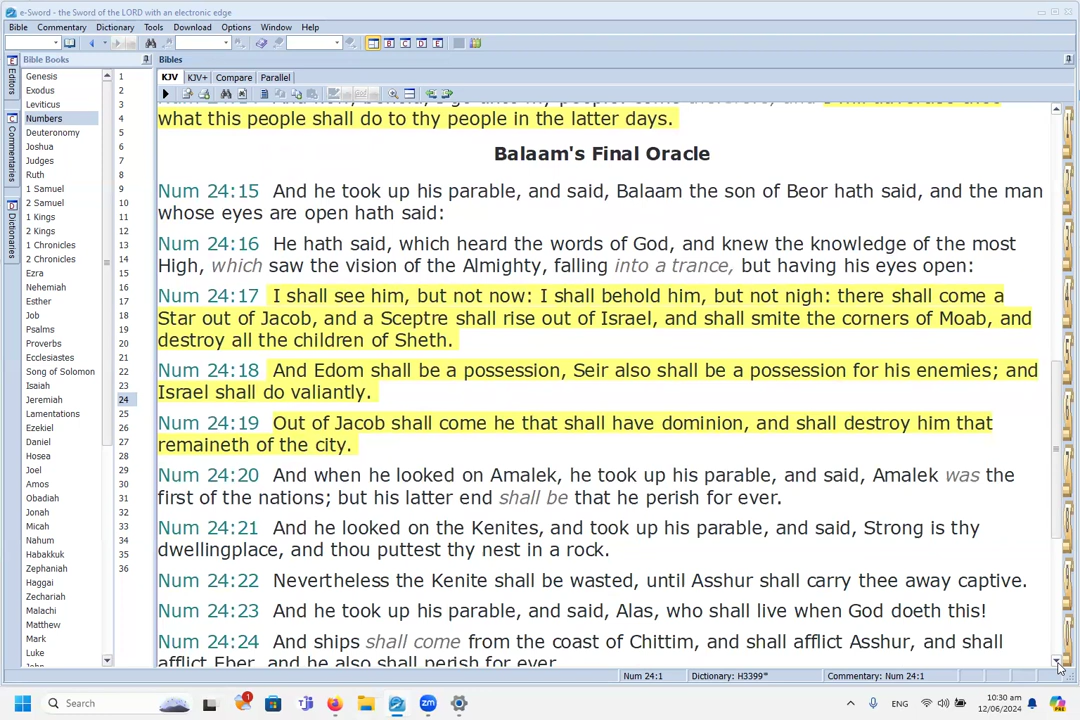 e-Sword - the Sword of the LORD with an electronic edge
Bible Commentary Dictionary Tools Download Options Window Help
B C D E
Bible Books
Bibles
Editors
Commentaries
Dictionaries
Genesis 1
Exodus 2
Leviticus 3
Numbers 4
Deuteronomy 5
Joshua 6
Judges 7
Ruth 8
1 Samuel 9
2 Samuel 10
1 Kings 11
2 Kings 12
1 Chronicles 13
2 Chronicles 14
Ezra 15
Nehemiah 16
Esther 17
Job 18
Psalms 19
Proverbs 20
Ecclesiastes 21
Song of Solomon 22
Isaiah 23
Jeremiah 24
Lamentations 25
Ezekiel 26
Daniel 27
Hosea 28
Joel 29
Amos 30
Obadiah 31
Jonah 32
Micah 33
Nahum 34
Habakkuk 35
Zephaniah 36
Haggai
Zechariah
Malachi
Matthew
Mark
Luke
John
KJV KJV+ Compare Parallel
what this people shall do to thy people in the latter days.
Balaam's Final Oracle
Num 24:15 And he took up his parable, and said, Balaam the son of Beor hath said, and the man
whose eyes are open hath said:
Num 24:16 He hath said, which heard the words of God, and knew the knowledge of the most
High, which saw the vision of the Almighty, falling into a trance, but having his eyes open:
Num 24:17 I shall see him, but not now: I shall behold him, but not nigh: there shall come a
Star out of Jacob, and a Sceptre shall rise out of Israel, and shall smite the corners of Moab, and
destroy all the children of Sheth.
Num 24:18 And Edom shall be a possession, Seir also shall be a possession for his enemies; and
Israel shall do valiantly.
Num 24:19 Out of Jacob shall come he that shall have dominion, and shall destroy him that
remaineth of the city.
Num 24:20 And when he looked on Amalek, he took up his parable, and said, Amalek was the
first of the nations; but his latter end shall be that he perish for ever.
Num 24:21 And he looked on the Kenites, and took up his parable, and said, Strong is thy
dwellingplace, and thou puttest thy nest in a rock.
Num 24:22 Nevertheless the Kenite shall be wasted, until Asshur shall carry thee away captive.
Num 24:23 And he took up his parable, and said, Alas, who shall live when God doeth this!
Num 24:24 And ships shall come from the coast of Chittim, and shall afflict Asshur, and shall
afflict Eber, and he also shall perish for ever.
Num 24:1 Dictionary: H3399* Commentary: Num 24:1
Search
1
zm
ENG
10:30 am
12/06/2024
PRE